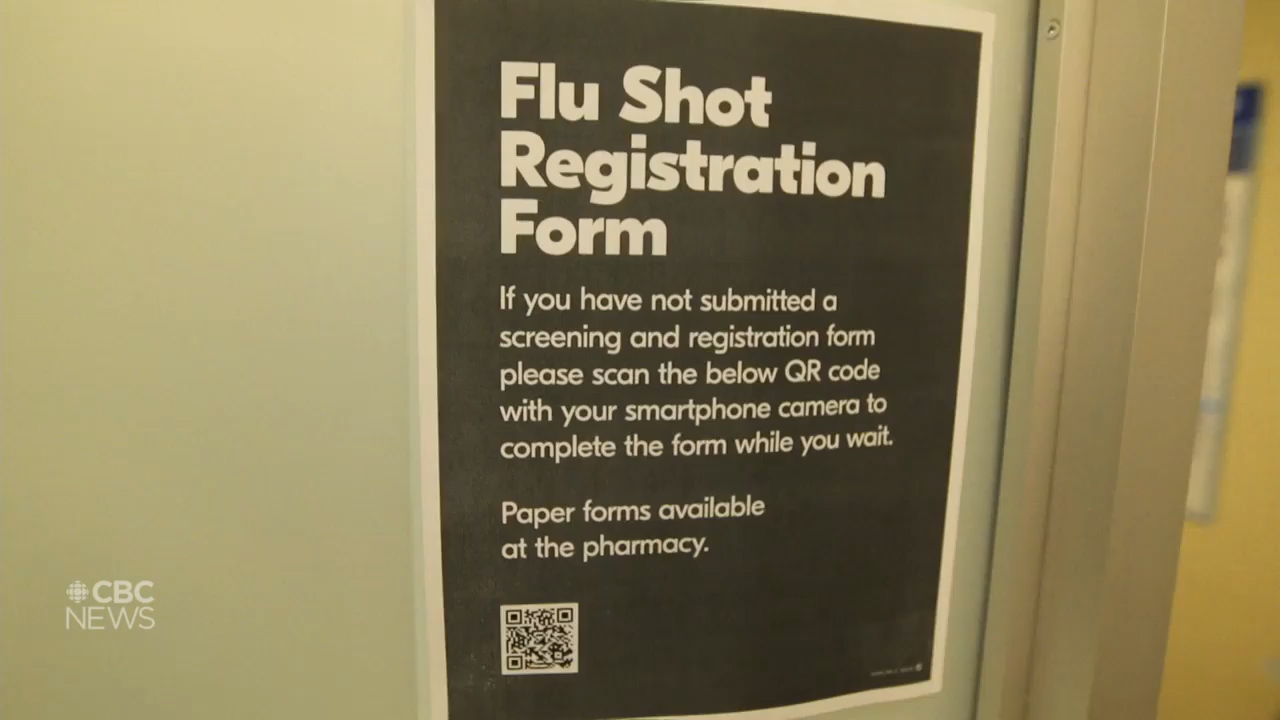 Flu Shot
Registration
Form
If you have not submitted a
screening and registration form
please scan the below QR code
with your smartphone camera to
complete the form while you wait.
Paper forms available
at the pharmacy.
CBC
NEWS